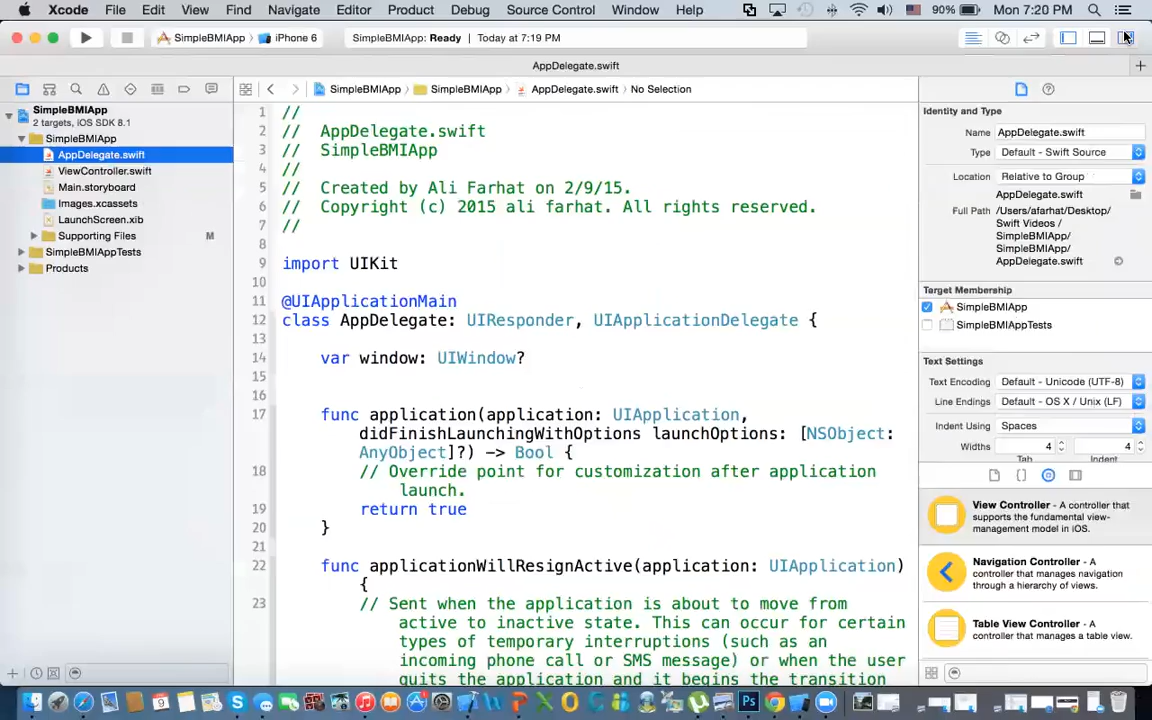 Xcode File Edit View Find Navigate Editor Product Debug Source Control Window Help 90% Mon 7:20 PM
SimpleBMIApp iPhone 6 SimpleBMIApp: Ready Today at 7:19 PM
AppDelegate.swift
SimpleBMIApp SimpleBMIApp AppDelegate.swift No Selection
SimpleBMIApp
2 targets, iOS SDK 8.1
SimpleBMIApp
AppDelegate.swift
ViewController.swift
Main.storyboard
Images.xcassets
LaunchScreen.xib
Supporting Files M
SimpleBMIAppTests
Products
1 //
2 // AppDelegate.swift
3 // SimpleBMIApp
4 //
5 // Created by Ali Farhat on 2/9/15.
6 // Copyright (c) 2015 ali farhat. All rights reserved.
7 //
8
9 import UIKit
10
11 @UIApplicationMain
12 class AppDelegate: UIResponder, UIApplicationDelegate {
13
14 var window: UIWindow?
15
16
17 func application(application: UIApplication,
didFinishLaunchingWithOptions launchOptions: [NSObject:
AnyObject]?) -> Bool {
18 // Override point for customization after application
launch.
19 return true
20 }
21
22 func applicationWillResignActive(application: UIApplication)
{
23 // Sent when the application is about to move from
active to inactive state. This can occur for certain
types of temporary interruptions (such as an
incoming phone call or SMS message) or when the user
quits the application and it begins the transition
Identity and Type
Name AppDelegate.swift
Type Default - Swift Source
Location Relative to Group
AppDelegate.swift
Full Path /Users/afarhat/Desktop/
Swift Videos /
SimpleBMIApp/
SimpleBMIApp/
AppDelegate.swift
Target Membership
SimpleBMIApp
SimpleBMIAppTests
Text Settings
Text Encoding Default - Unicode (UTF-8)
Line Endings Default - OS X / Unix (LF)
Indent Using Spaces
Widths 4 4
Tab Indent
View Controller - A controller that
supports the fundamental view-
management model in iOS.
Navigation Controller - A
controller that manages navigation
through a hierarchy of views.
Table View Controller - A
controller that manages a table view.